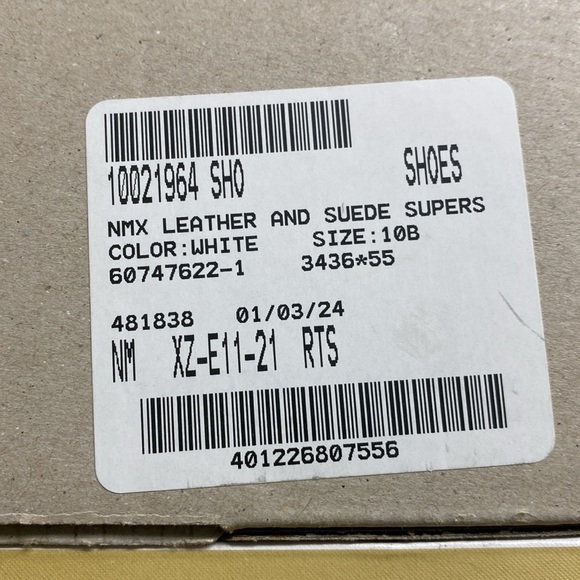 10021964 SHO SHOES
NMX LEATHER AND SUEDE SUPERS
COLOR:WHITE SIZE:10B
60747622-1 3436*55
481838 01/03/24
NM XZ-E11-21 RTS
401226807556